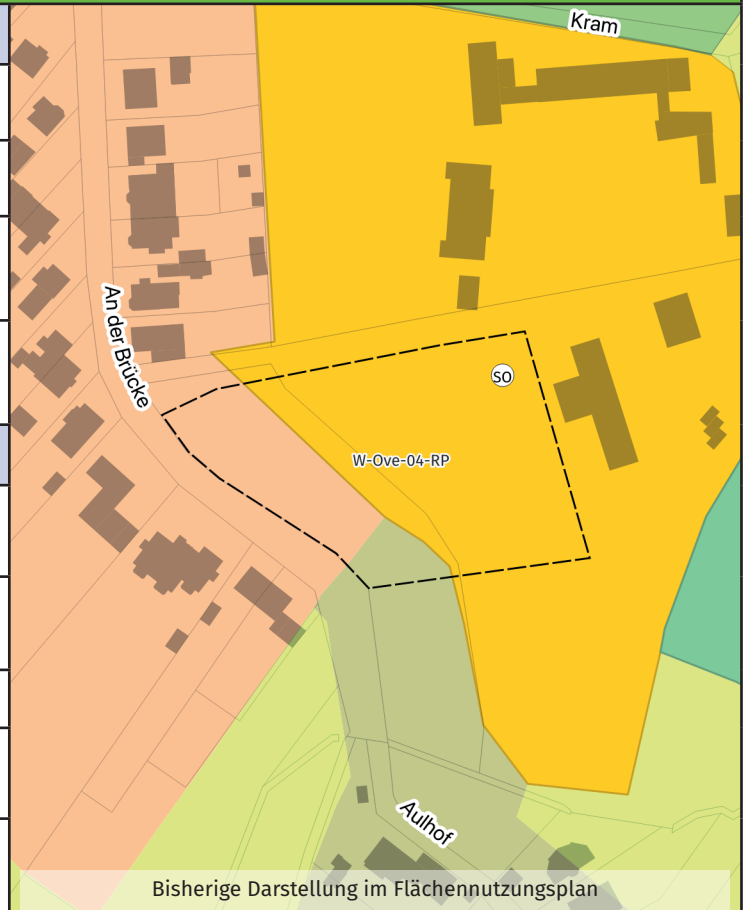 Kram
An der Brücke
SO
W-Ove-04-RP
Aulhof
Bisherige Darstellung im Flächennutzungsplan